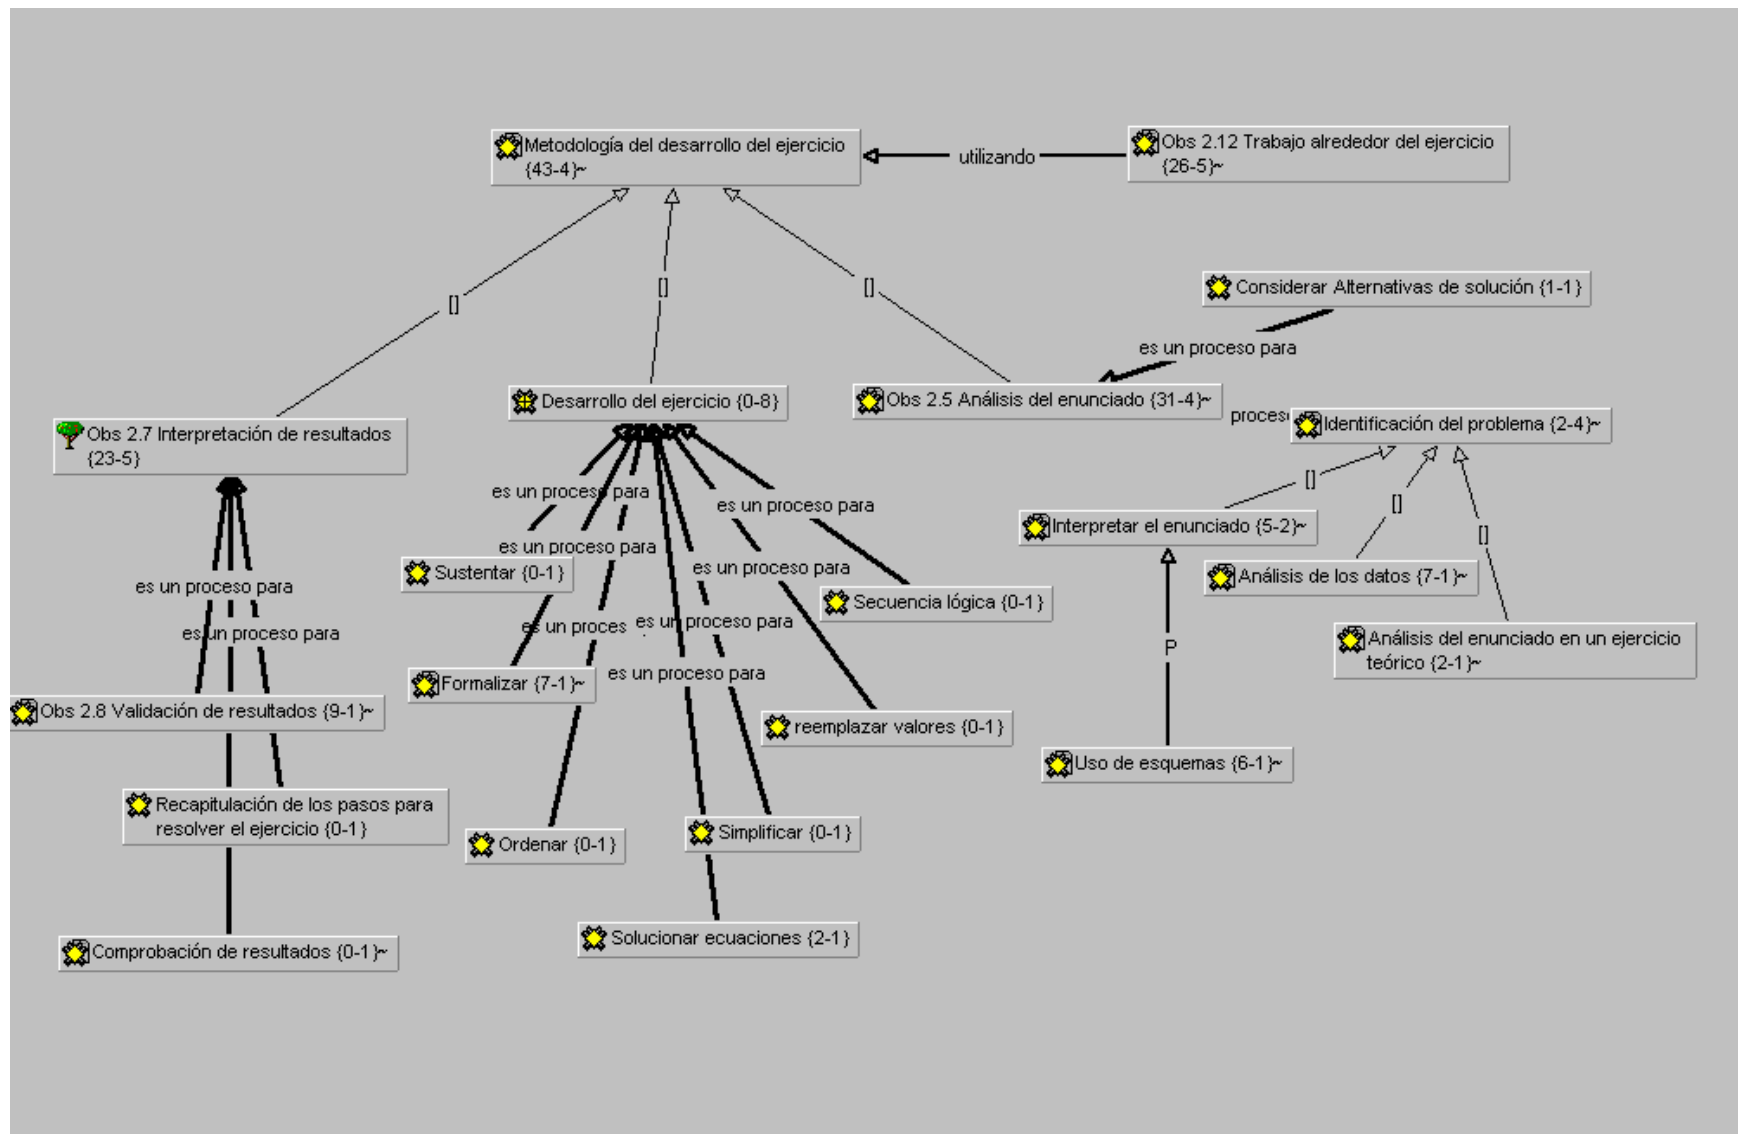 Metodología del desarrollo del ejercicio
{43-4}~
utilizando
Obs 2.12 Trabajo alrededor del ejercicio
{26-5}~
[]
[]
[]
Considerar Alternativas de solución {1-1}
es un proceso para
Desarrollo del ejercicio {0-8}
Obs 2.5 Análisis del enunciado {31-4}~
Identificación del problema {2-4}~
Obs 2.7 Interpretación de resultados
{23-5}
[]
[]
[]
es un proceso para
es un proceso para
Interpretar el enunciado {5-2}~
es un proceso para
es un proceso para
Sustentar {0-1}
Análisis de los datos {7-1}~
es un proceso para
Secuencia lógica {0-1}
es un proceso para
es un proces
es un proceso para
P
Análisis del enunciado en un ejercicio
teórico {2-1}~
es un proceso para
Formalizar {7-1}~
Obs 2.8 Validación de resultados {9-1}~
reemplazar valores {0-1}
Uso de esquemas {6-1}~
Recapitulación de los pasos para
resolver el ejercicio {0-1}
Ordenar {0-1}
Simplificar {0-1}
Solucionar ecuaciones {2-1}
Comprobación de resultados {0-1}~